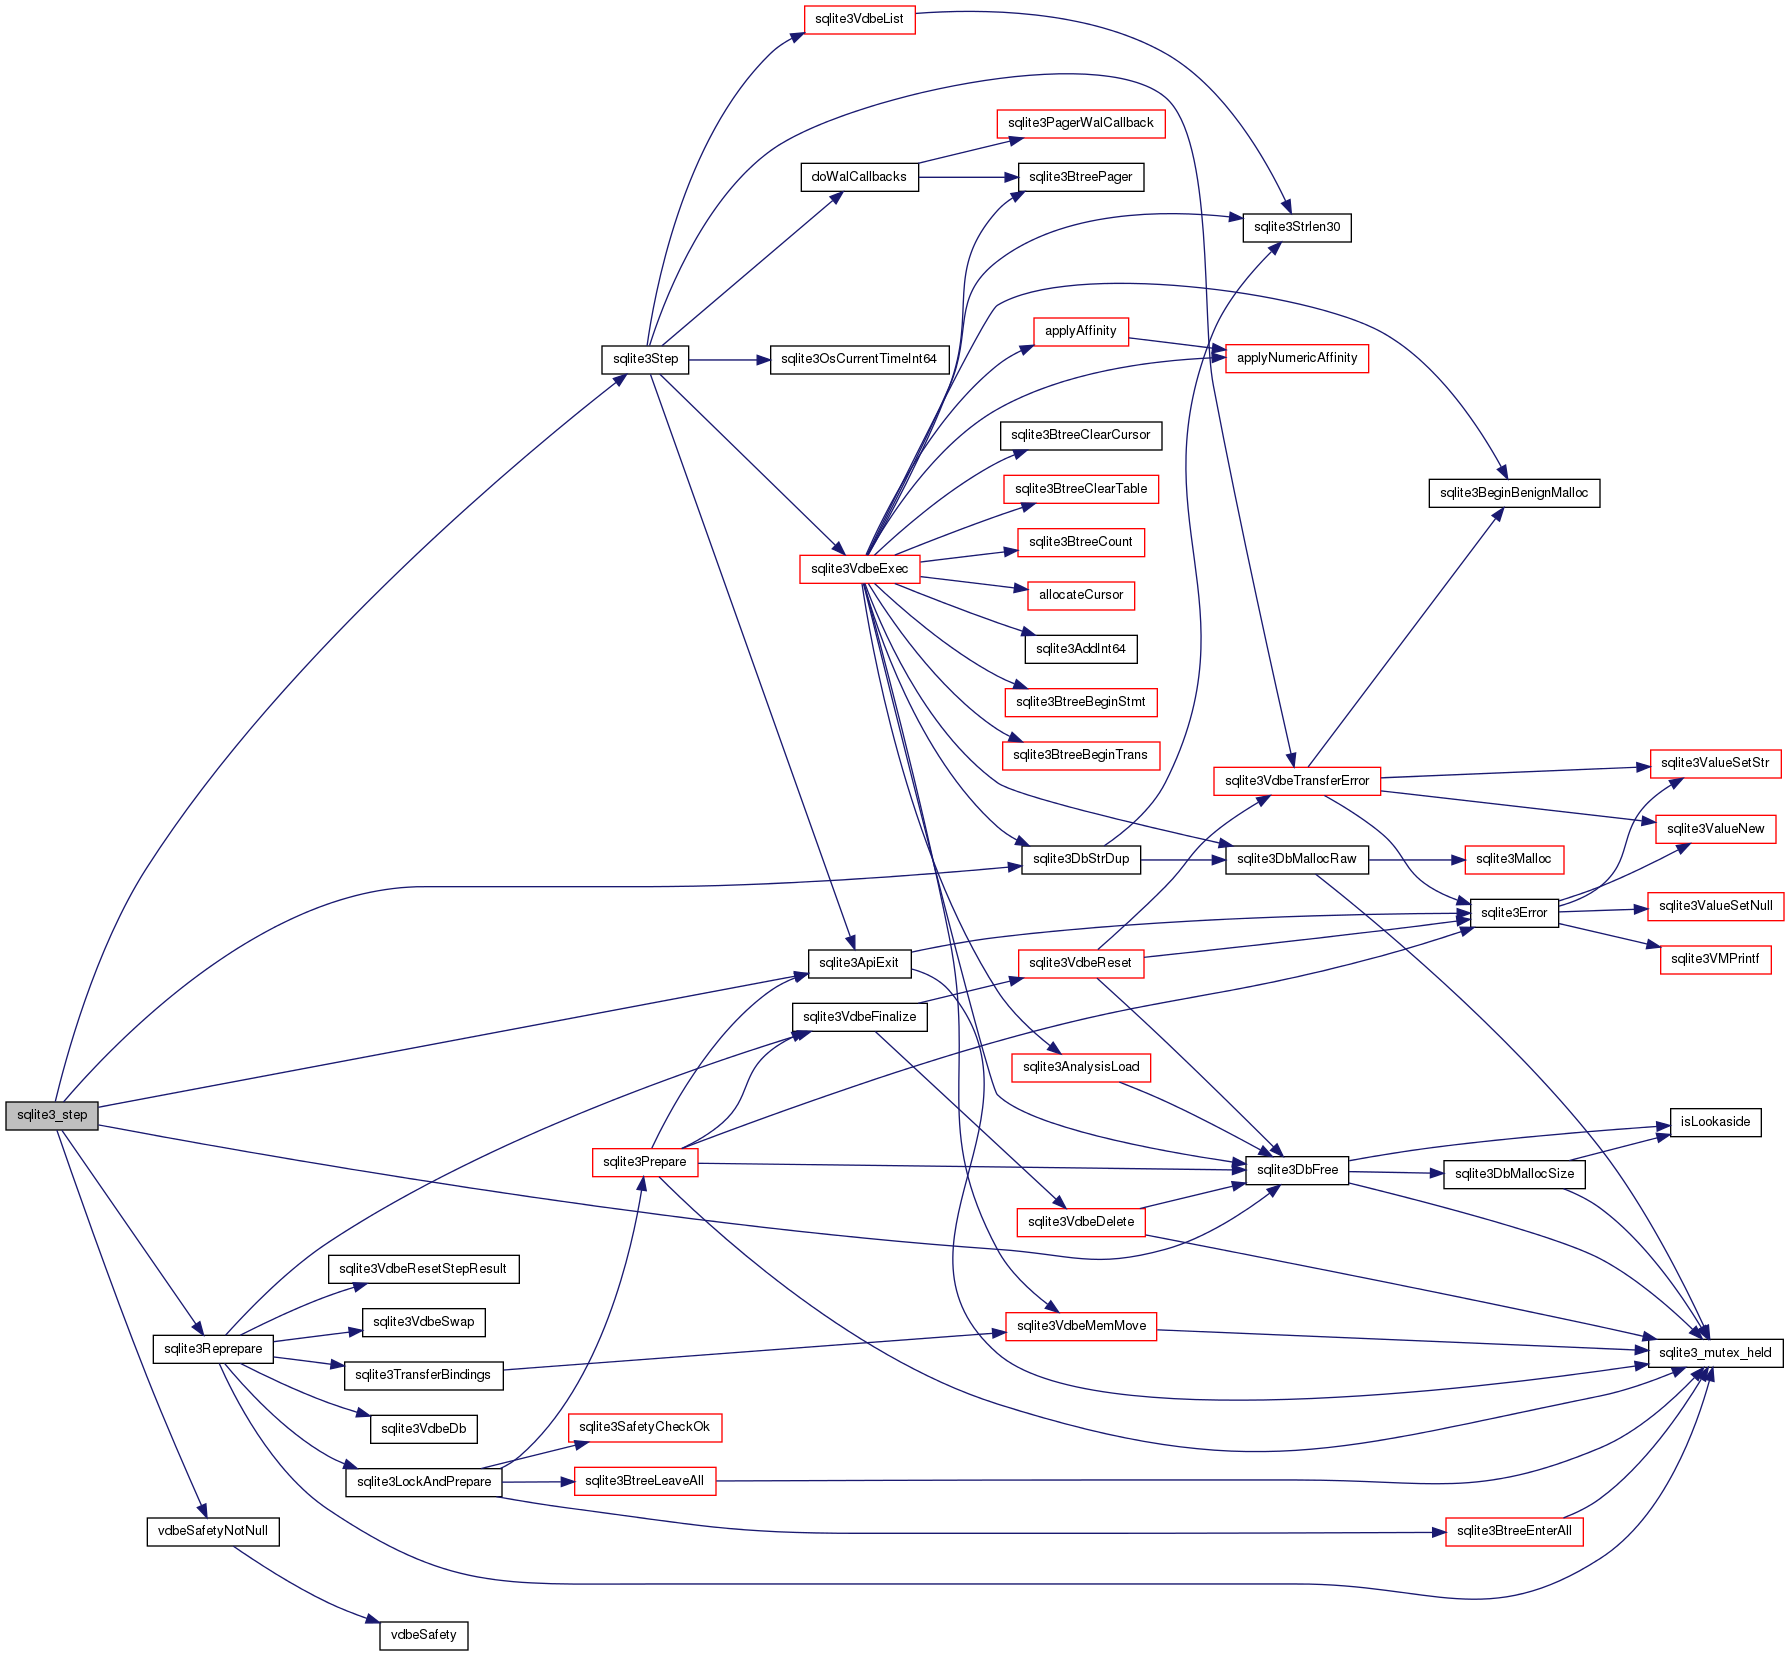 sqlite3VdbeList
sqlite3PagerWalCallback
doWalCallbacks
sqlite3BtreePager
sqlite3Strlen30
applyAffinity
sqlite3Step
sqlite3OsCurrentTimeInt64
applyNumericAffinity
sqlite3BtreeClearCursor
sqlite3BtreeClearTable
sqlite3BeginBenignMalloc
sqlite3BtreeCount
sqlite3VdbeExec
allocateCursor
sqlite3AddInt64
sqlite3BtreeBeginStmt
sqlite3BtreeBeginTrans
sqlite3ValueSetStr
sqlite3VdbeTransferError
sqlite3ValueNew
sqlite3DbStrDup
sqlite3DbMallocRaw
sqlite3Malloc
sqlite3ValueSetNull
sqlite3Error
sqlite3VMPrintf
sqlite3ApiExit
sqlite3VdbeReset
sqlite3VdbeFinalize
sqlite3AnalysisLoad
sqlite3_step
isLookaside
sqlite3Prepare
sqlite3DbFree
sqlite3DbMallocSize
sqlite3VdbeDelete
sqlite3VdbeResetStepResult
sqlite3VdbeSwap
sqlite3VdbeMemMove
sqlite3Reprepare
sqlite3_mutex_held
sqlite3TransferBindings
sqlite3VdbeDb
sqlite3SafetyCheckOk
sqlite3LockAndPrepare
sqlite3BtreeLeaveAll
vdbeSafetyNotNull
sqlite3BtreeEnterAll
vdbeSafety